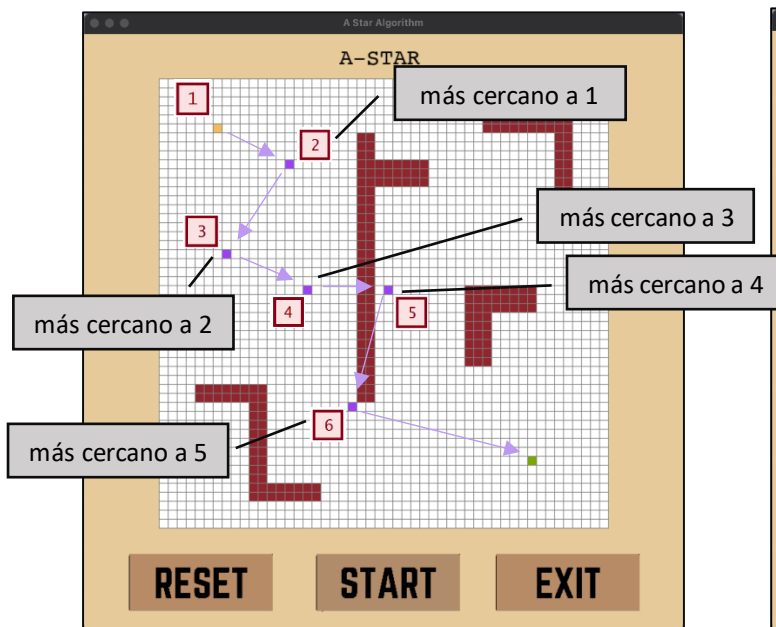 A Star Algorithm
A-STAR
1
más cercano a 1
2
3
más cercano a 3
más cercano a 4
4
5
más cercano a 2
6
más cercano a 5
RESET
START
EXIT